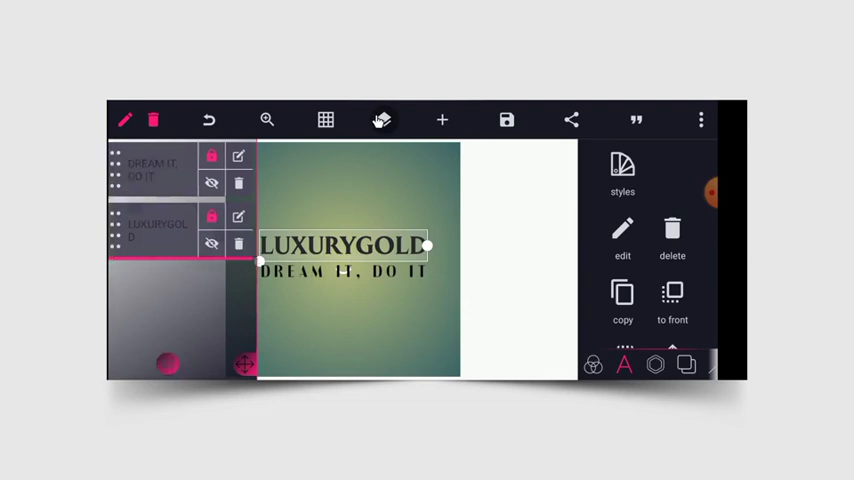 DREAM IT,
DO IT
LUXURYGOL
D
LUXURYGOLD
DREAM IT, DO IT
styles
edit
delete
copy
to front